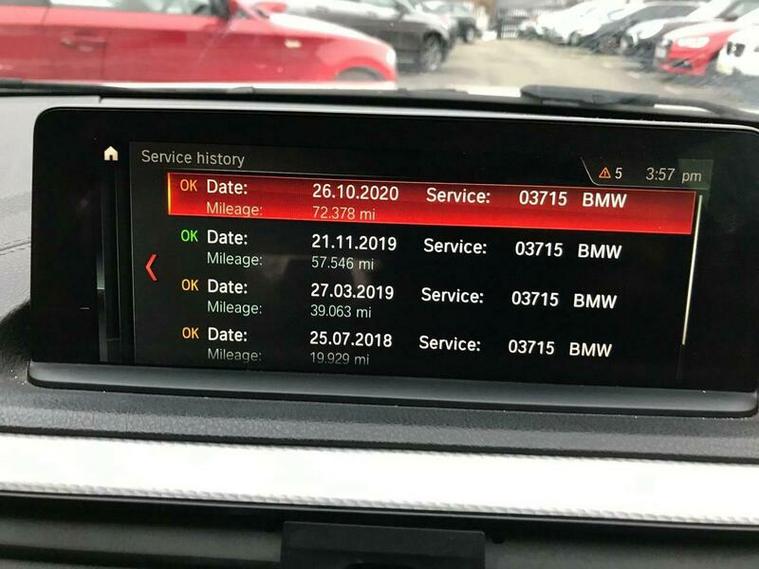 Service history
⚠ 5 3:57 pm
OK Date: 26.10.2020 Service: 03715 BMW
Mileage: 72.378 mi
OK Date: 21.11.2019 Service: 03715 BMW
Mileage: 57.546 mi
OK Date: 27.03.2019 Service: 03715 BMW
Mileage: 39.063 mi
OK Date: 25.07.2018 Service: 03715 BMW
Mileage: 19.929 mi